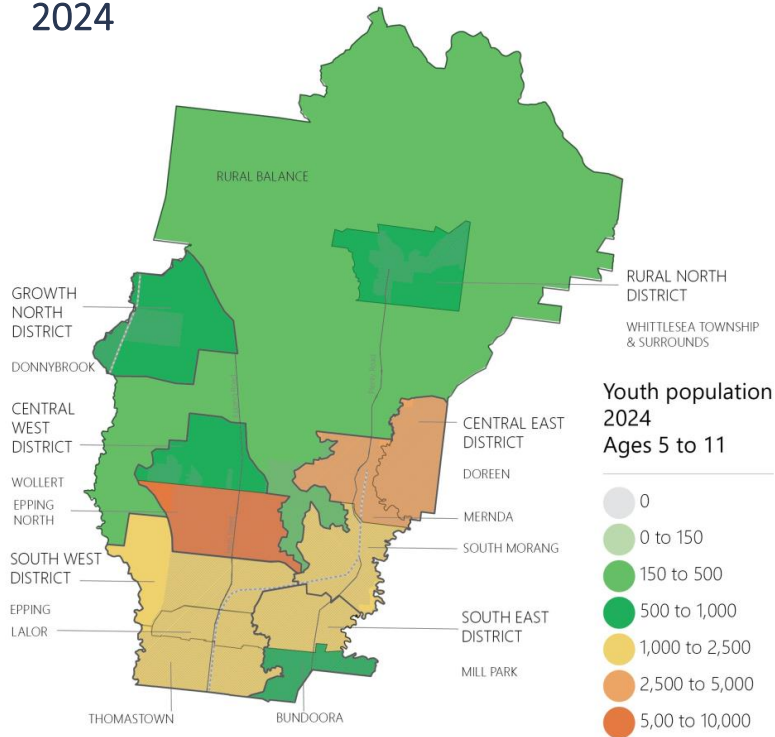 2024
RURAL BALANCE
GROWTH
NORTH
DISTRICT
DONNYBROOK
CENTRAL
WEST
DISTRICT
WOLLERT
EPPING
NORTH
SOUTH WEST
DISTRICT
EPPING
LALOR
THOMASTOWN
BUNDOORA
RURAL NORTH
DISTRICT
WHITTLESEA TOWNSHIP
& SURROUNDS
CENTRAL EAST
DISTRICT
DOREEN
MERNDA
SOUTH MORANG
SOUTH EAST
DISTRICT
MILL PARK
Youth population
2024
Ages 5 to 11
0
0 to 150
150 to 500
500 to 1,000
1,000 to 2,500
2,500 to 5,000
5,00 to 10,000